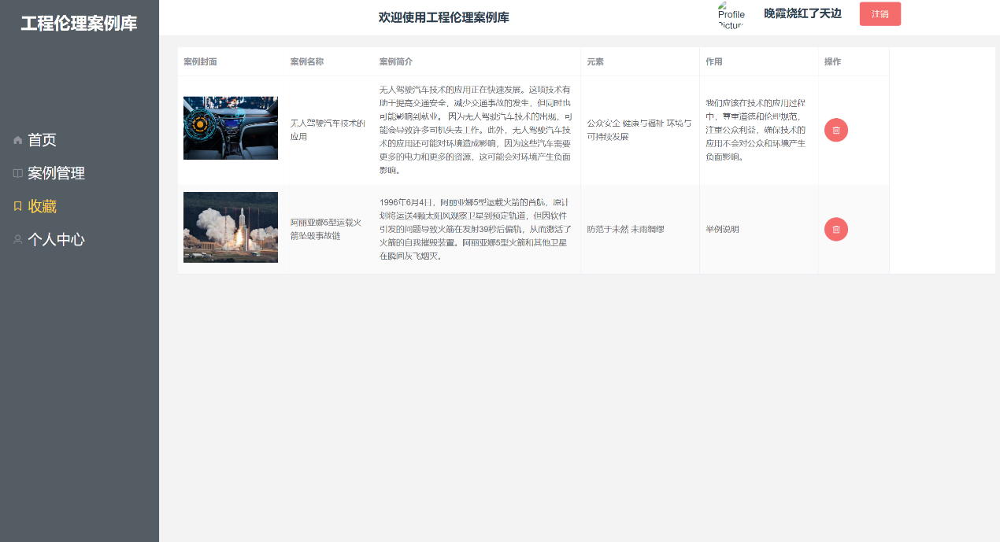 工程伦理案例库
欢迎使用工程伦理案例库
Profile
Pictur
晚霞烧红了天边
注销
首页
案例管理
收藏
个人中心
案例封面 案例名称 案例简介 元素 作用 操作
无人驾驶汽车技术的
应用
无人驾驶汽车技术的应用正在快速发展。这项技术有
助于提高交通安全，减少交通事故的发生，但同时也
可能影响到就业。 因为无人驾驶汽车技术的出现，可
能会导致许多司机失去工作。此外，无人驾驶汽车技
术的应用还可能对环境造成影响，因为这些汽车需要
更多的电力和更多的资源，这可能会对环境产生负面
影响。
公众安全 健康与福祉 环境与
可持续发展
我们应该在技术的应用过程
中，尊重道德和伦理规范，
注重公众利益，确保技术的
应用不会对公众和环境产生
负面影响。
阿丽亚娜5型运载火
箭坠毁事故链
1996年6月4日，阿丽亚娜5型运载火箭的首航，原计
划将运送4颗太阳风观察卫星到预定轨道，但因软件
引发的问题导致火箭在发射39秒后偏轨，从而激活了
火箭的自我摧毁装置。阿丽亚娜5型火箭和其他卫星
在瞬间灰飞烟灭。
防范于未然 未雨绸缪
举例说明